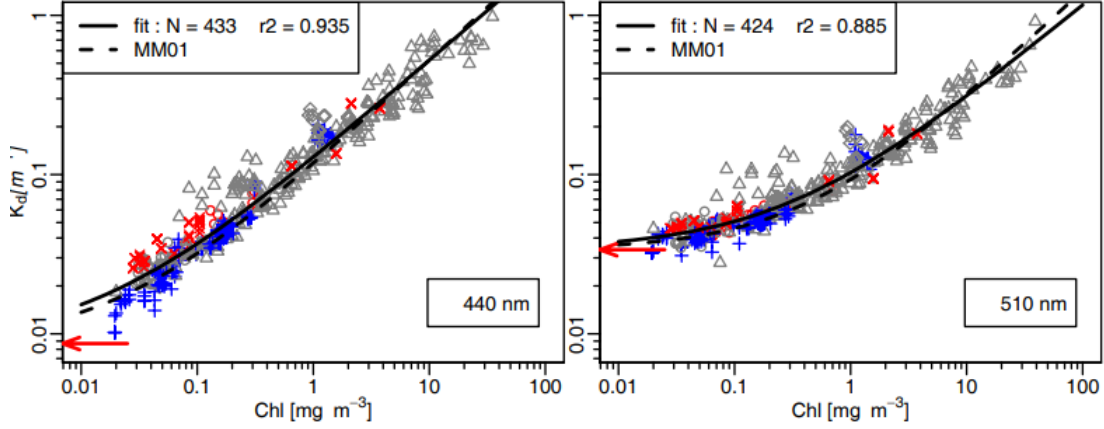 fit : N = 433 r2 = 0.935
MM01
1
0.1
0.01
Kd[m⁻
440 nm
0.01 0.1 1 10 100
Chl [mg m⁻³]
fit : N = 424 r2 = 0.885
MM01
1
0.1
0.01
510 nm
0.01 0.1 1 10 100
Chl [mg m⁻³]